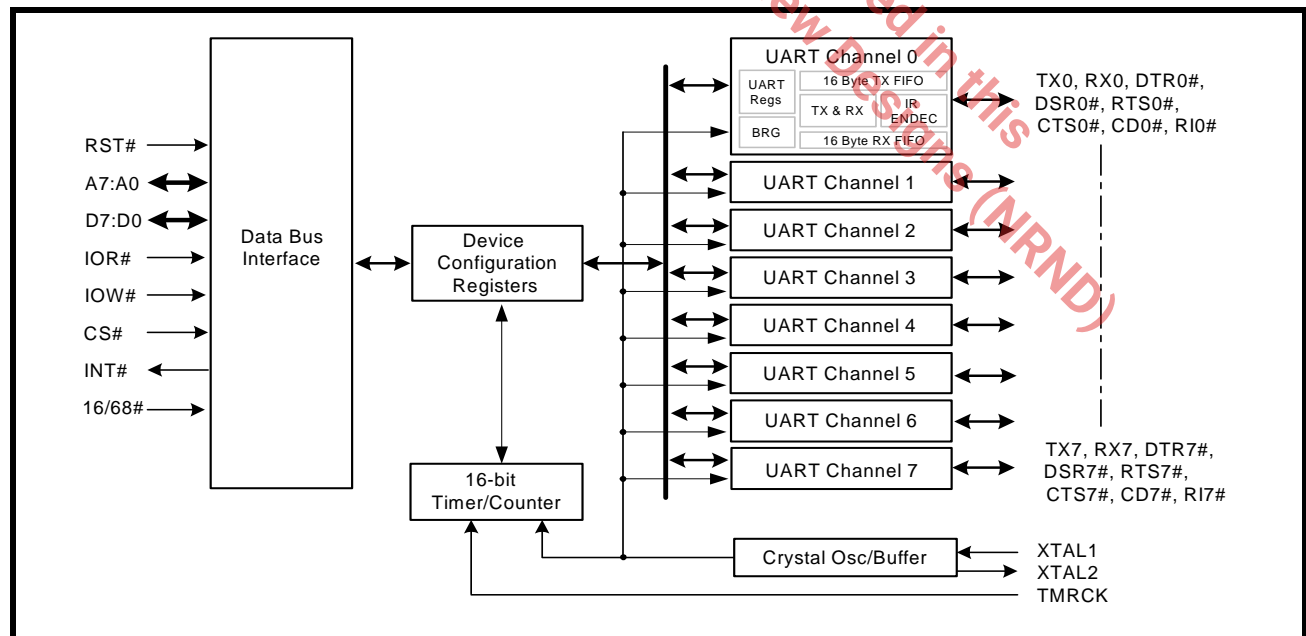 RST#
A7:A0
D7:D0
IOR#
IOW#
CS#
INT#
16/68#
Data Bus
Interface
Device
Configuration
Registers
16-bit
Timer/Counter
UART Channel 0
UART
Regs
BRG
16 Byte TX FIFO
TX & RX
IR
ENDEC
16 Byte RX FIFO
UART Channel 1
UART Channel 2
UART Channel 3
UART Channel 4
UART Channel 5
UART Channel 6
UART Channel 7
Crystal Osc/Buffer
TX0, RX0, DTR0#,
DSR0#, RTS0#,
CTS0#, CD0#, RI0#
TX7, RX7, DTR7#,
DSR7#, RTS7#,
CTS7#, CD7#, RI7#
XTAL1
XTAL2
TMRCK
in this
Designs (NRND)